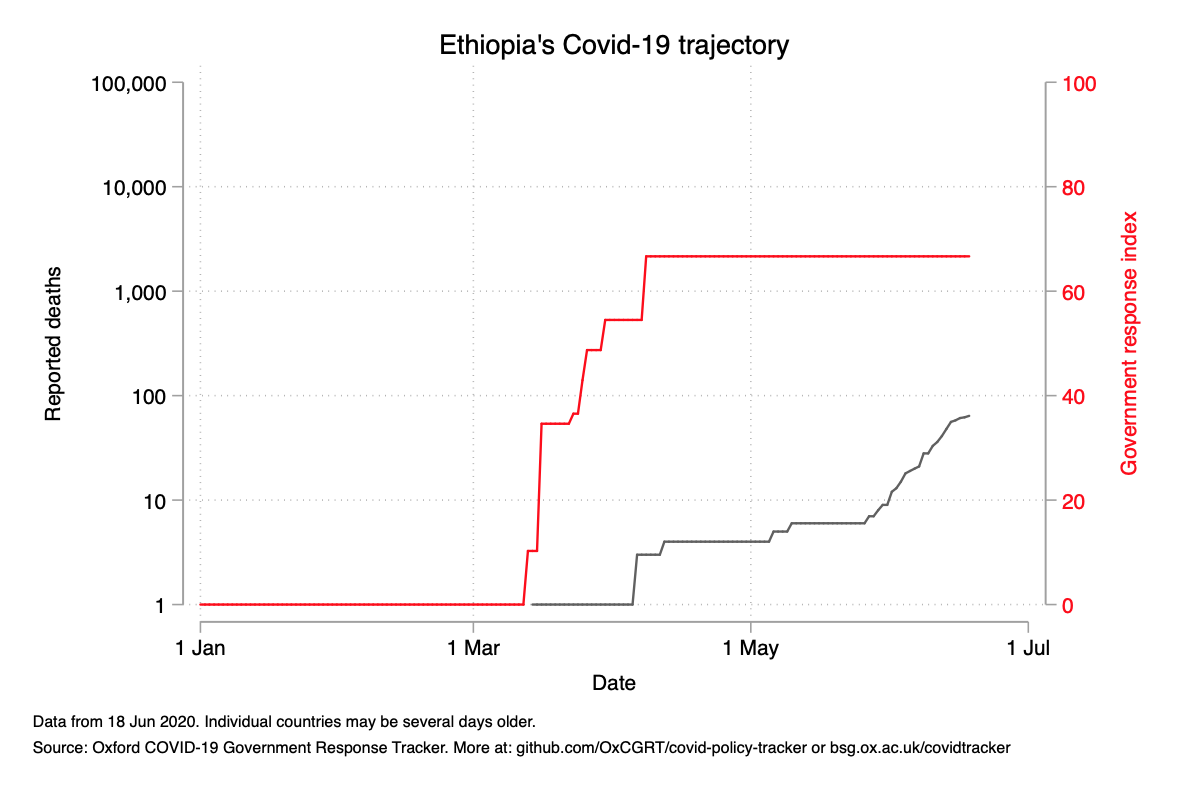 Ethiopia's Covid-19 trajectory
100,000
10,000
1,000
100
10
1
Reported deaths
100
80
60
40
20
0
Government response index
1 Jan
1 Mar
1 May
1 Jul
Date
Data from 18 Jun 2020. Individual countries may be several days older.
Source: Oxford COVID-19 Government Response Tracker. More at: github.com/OxCGRT/covid-policy-tracker or bsg.ox.ac.uk/covidtracker